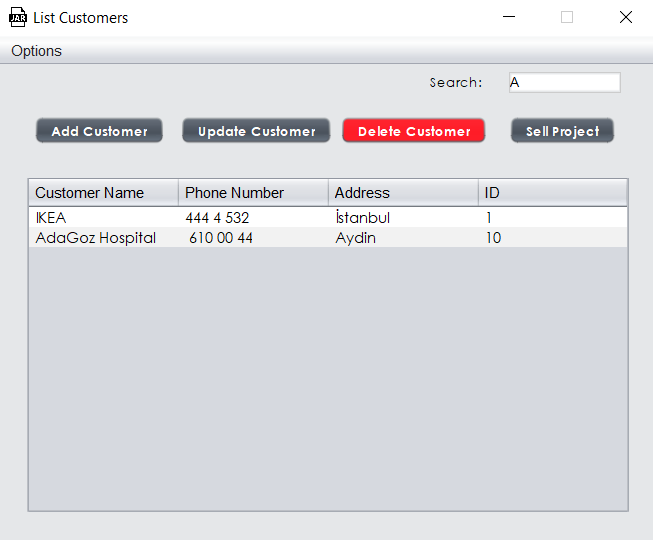 JAR List Customers
Options
Search: A
Add Customer Update Customer Delete Customer Sell Project
Customer Name Phone Number Address ID
IKEA 444 4 532 İstanbul 1
AdaGoz Hospital 610 00 44 Aydin 10